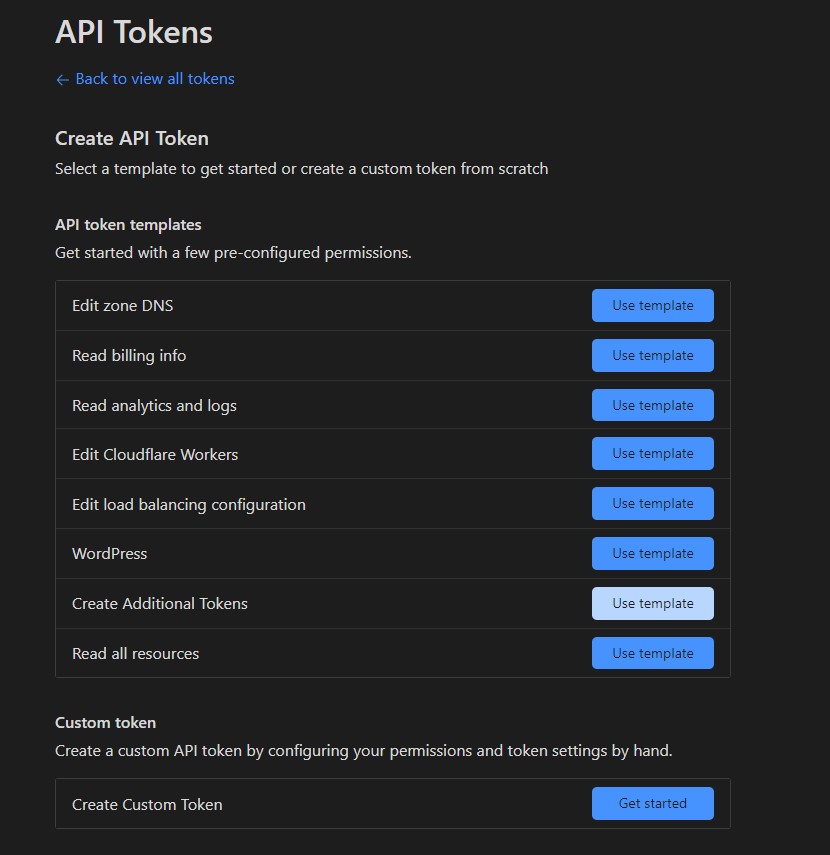 API Tokens
← Back to view all tokens
Create API Token
Select a template to get started or create a custom token from scratch
API token templates
Get started with a few pre-configured permissions.
Edit zone DNS Use template
Read billing info Use template
Read analytics and logs Use template
Edit Cloudflare Workers Use template
Edit load balancing configuration Use template
WordPress Use template
Create Additional Tokens Use template
Read all resources Use template
Custom token
Create a custom API token by configuring your permissions and token settings by hand.
Create Custom Token Get started